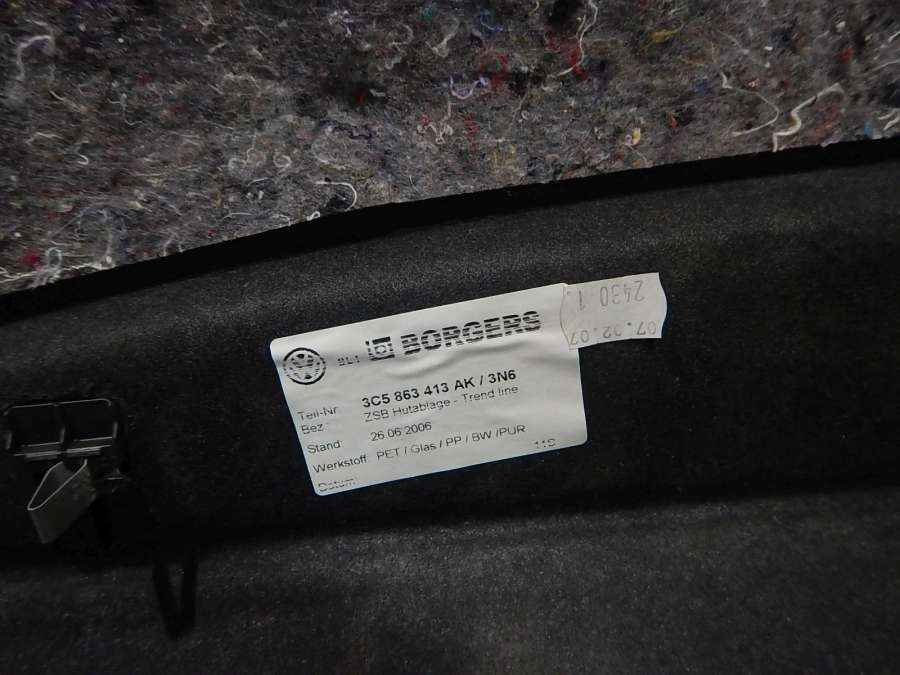 BORGERS
Teil-Nr. 3C5 863 413 AK / 3N6
Bez.: ZSB Hutablage - Trend line
Stand: 26.06.2006
Werkstoff: PET / Glas / PP / BW /PUR
Datum:
2430.1
07.02.07